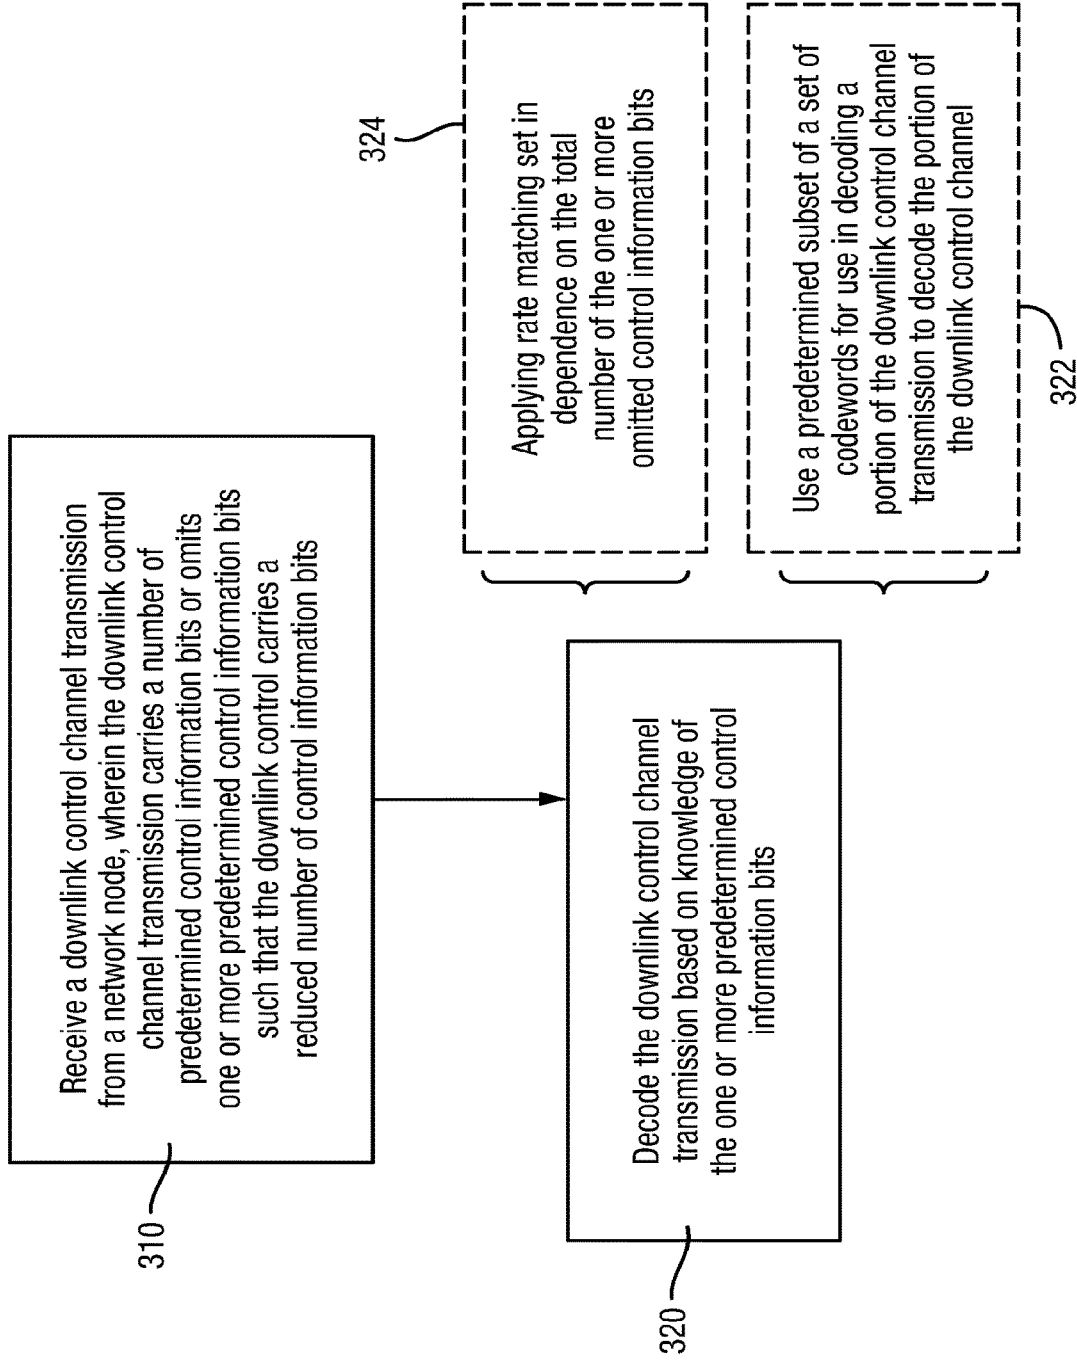 310
Receive a downlink control channel transmission
from a network node, wherein the downlink control
channel transmission carries a number of
predetermined control information bits or omits
one or more predetermined control information bits
such that the downlink control carries a
reduced number of control information bits
320
Decode the downlink control channel
transmission based on knowledge of
the one or more predetermined control
information bits
324
Applying rate matching set in
dependence on the total
number of the one or more
omitted control information bits
Use a predetermined subset of a set of
codewords for use in decoding a
portion of the downlink control channel
transmission to decode the portion of
the downlink control channel
322